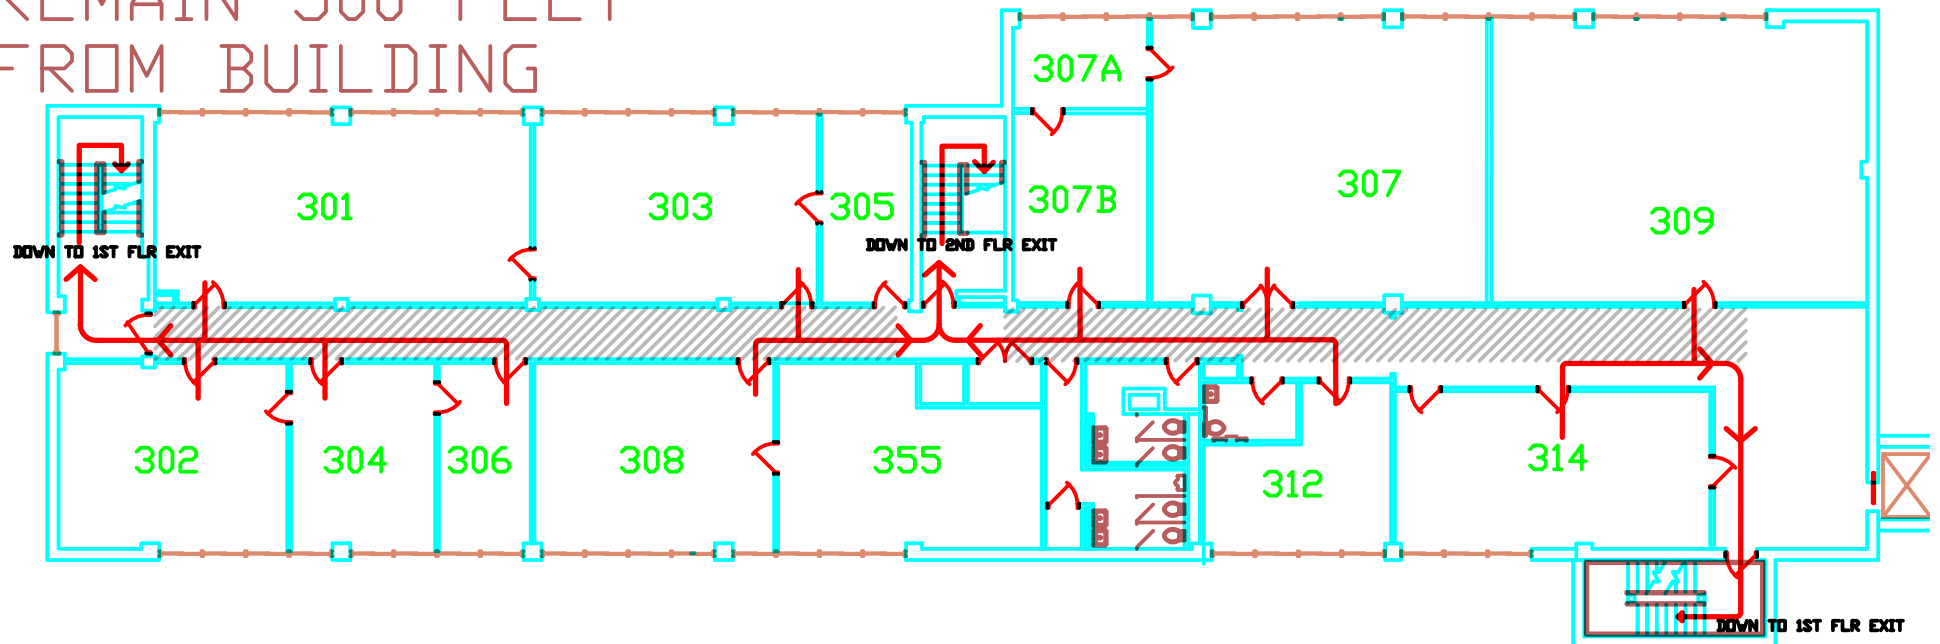 REMAIN 300 FEET
FROM BUILDING
307A
301
303
305
307B
307
309
DOWN TO 1ST FLR EXIT
DOWN TO 2ND FLR EXIT
302
304
306
308
355
312
314
DOWN TO 1ST FLR EXIT